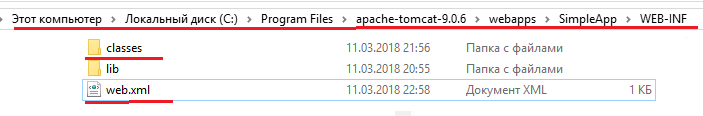 Этот компьютер > Локальный диск (C:) > Program Files > apache-tomcat-9.0.6 > webapps > SimpleApp > WEB-INF
classes 11.03.2018 21:56 Папка с файлами
lib 11.03.2018 20:55 Папка с файлами
web.xml 11.03.2018 22:58 Документ XML 1 КБ